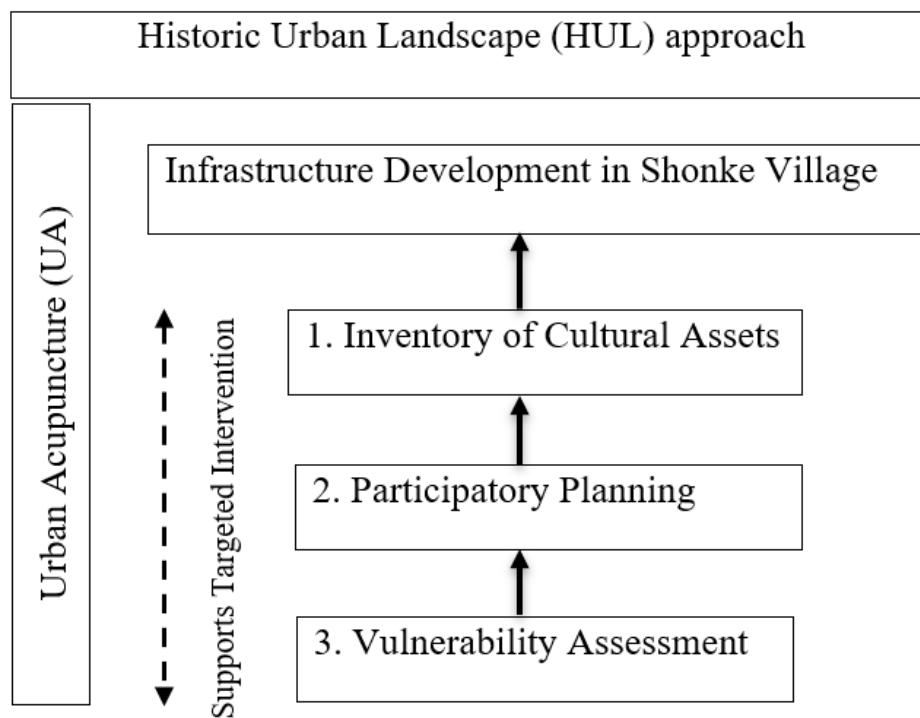 Historic Urban Landscape (HUL) approach
Urban Acupuncture (UA)
Infrastructure Development in Shonke Village
Supports Targeted Intervention
1. Inventory of Cultural Assets
2. Participatory Planning
3. Vulnerability Assessment